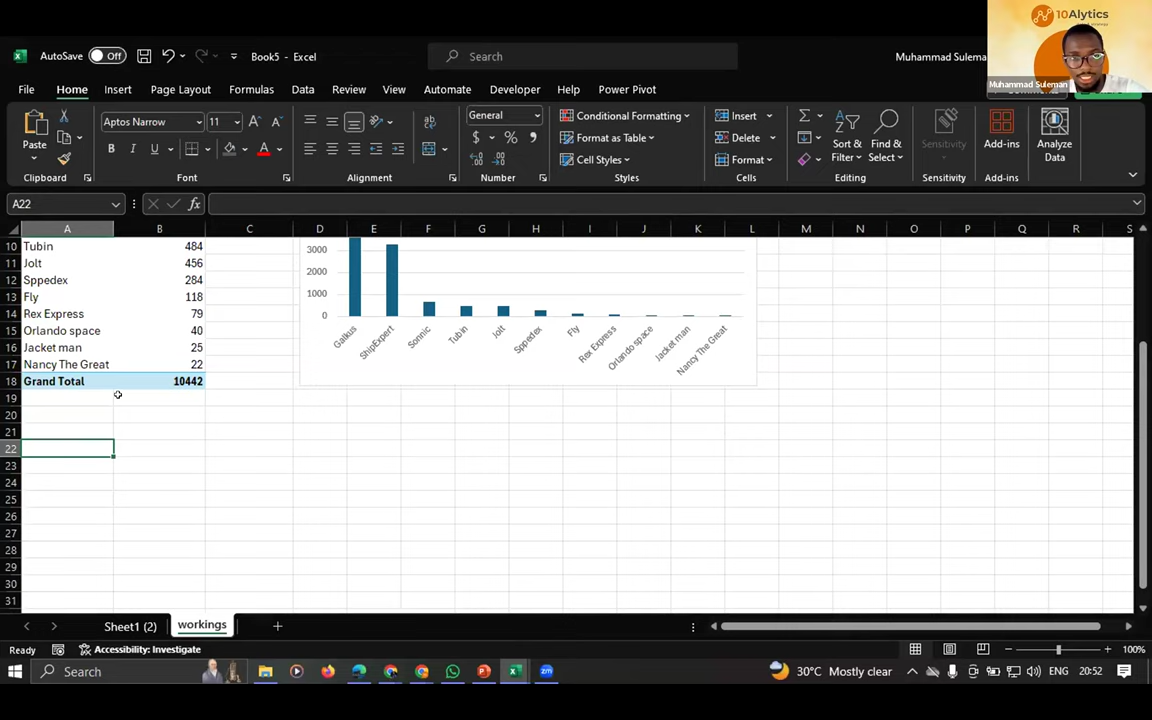 10Alytics
Muhammad Suleman
AutoSave Off Book5 - Excel Search Muhammad Sulema
File Home Insert Page Layout Formulas Data Review View Automate Developer Help Power Pivot
Paste Aptos Narrow 11 General Conditional Formatting Format as Table Cell Styles Insert Delete Format Sort & Filter Find & Select Sensitivity Add-ins Analyze Data
Clipboard Font Alignment Number Styles Cells Editing Sensitivity Add-ins
A22
A B C D E F G H I J K L M N O P Q R S
10 Tubin 484
11 Jolt 456
12 Sppedex 284
13 Fly 118
14 Rex Express 79
15 Orlando space 40
16 Jacket man 25
17 Nancy The Great 22
18 Grand Total 10442
19
20
21
22
23
24
25
26
27
28
29
30
31
3000
2000
1000
0
Galkus ShipExpert Sonnic Tubin Jolt Sppedex Fly Rex Express Orlando space Jacket man Nancy The Great
Sheet1 (2) workings
Ready Accessibility: Investigate 100%
Search 30°C Mostly clear ENG 20:52